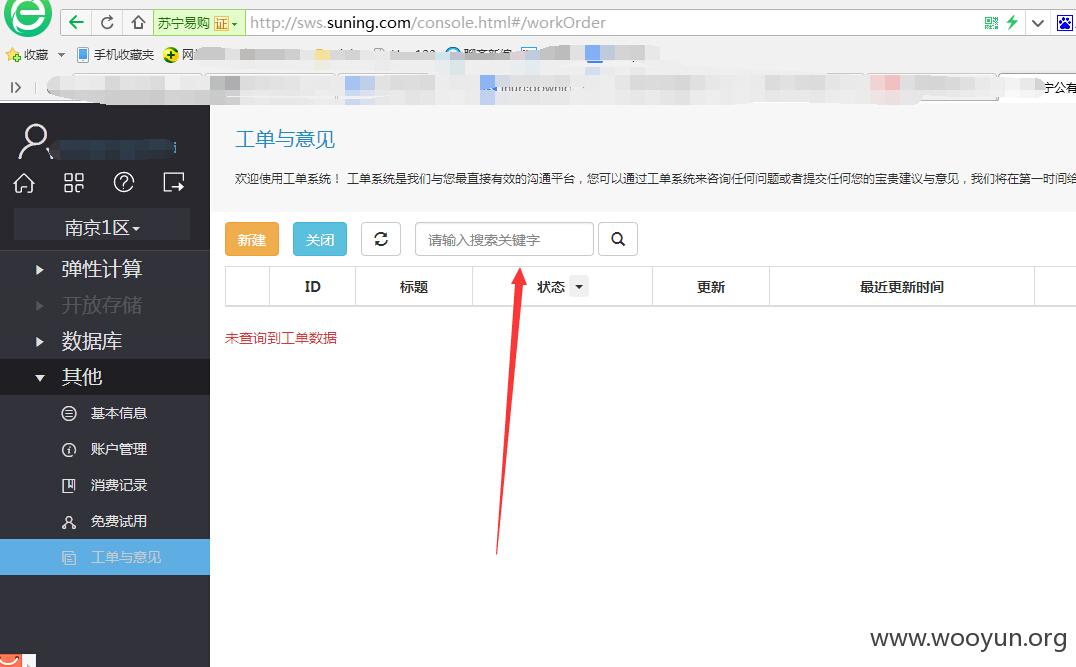 苏宁易购 证 http://sws.suning.com/console.html#/workOrder
收藏 手机收藏夹 网
宁公有
工单与意见
欢迎使用工单系统！ 工单系统是我们与您最直接有效的沟通平台，您可以通过工单系统来咨询任何问题或者提交任何您的宝贵建议与意见，我们将在第一时间给
南京1区
弹性计算
开放存储
数据库
其他
基本信息
账户管理
消费记录
免费试用
工单与意见
新建 关闭 请输入搜索关键字
ID 标题 状态 更新 最近更新时间
未查询到工单数据
www.wooyun.org